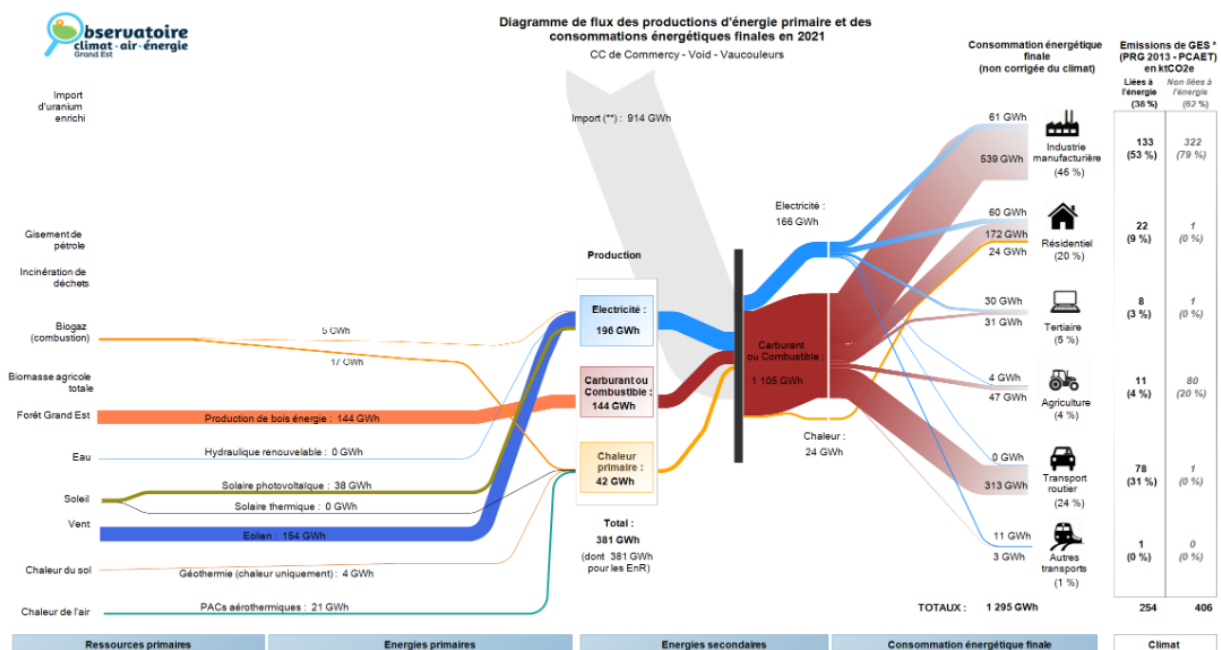 Observatoire
climat · air · énergie
Grand Est
Diagramme de flux des productions d'énergie primaire et des
consommations énergétiques finales en 2021
CC de Commercy - Void - Vaucouleurs
Consommation énergétique
finale
(non corrigée du climat)
Emissions de GES *
(PRG 2013 - PCAET)
en ktCO2e
Liées à
l'énergie
(38 %)
Non liées à
l'énergie
(62 %)
Import
d'uranium
enrichi
Import (**) : 914 GWh
61 GWh
539 GWh
Industrie
manufacturière
(46 %)
133
(53 %)
322
(79 %)
Electricité :
166 GWh
60 GWh
172 GWh
24 GWh
Résidentiel
(20 %)
22
(9 %)
1
(0 %)
Gisement de
pétrole
Incinération de
déchets
Production
Electricité :
196 GWh
30 GWh
31 GWh
Tertiaire
(5 %)
8
(3 %)
1
(0 %)
Biogaz
(combustion)
5 GWh
17 GWh
Carburant
ou Combustible :
1 105 GWh
Biomasse agricole
totale
Carburant ou
Combustible :
144 GWh
4 GWh
47 GWh
Agriculture
(4 %)
11
(4 %)
80
(20 %)
Forêt Grand Est
Production de bois énergie : 144 GWh
Chaleur :
24 GWh
Eau
Hydraulique renouvelable : 0 GWh
Chaleur
primaire :
42 GWh
0 GWh
313 GWh
Transport
routier
(24 %)
78
(31 %)
1
(0 %)
Soleil
Solaire photovoltaïque : 38 GWh
Solaire thermique : 0 GWh
Vent
Eolien : 154 GWh
Total :
381 GWh
(dont 381 GWh
pour les EnR)
11 GWh
3 GWh
Autres
transports
(1 %)
1
(0 %)
0
(0 %)
Chaleur du sol
Géothermie (chaleur uniquement) : 4 GWh
Chaleur de l'air
PACs aérothermiques : 21 GWh
TOTAUX : 1 295 GWh
254
406
Ressources primaires
Energies primaires
Energies secondaires
Consommation énergétique finale
Climat